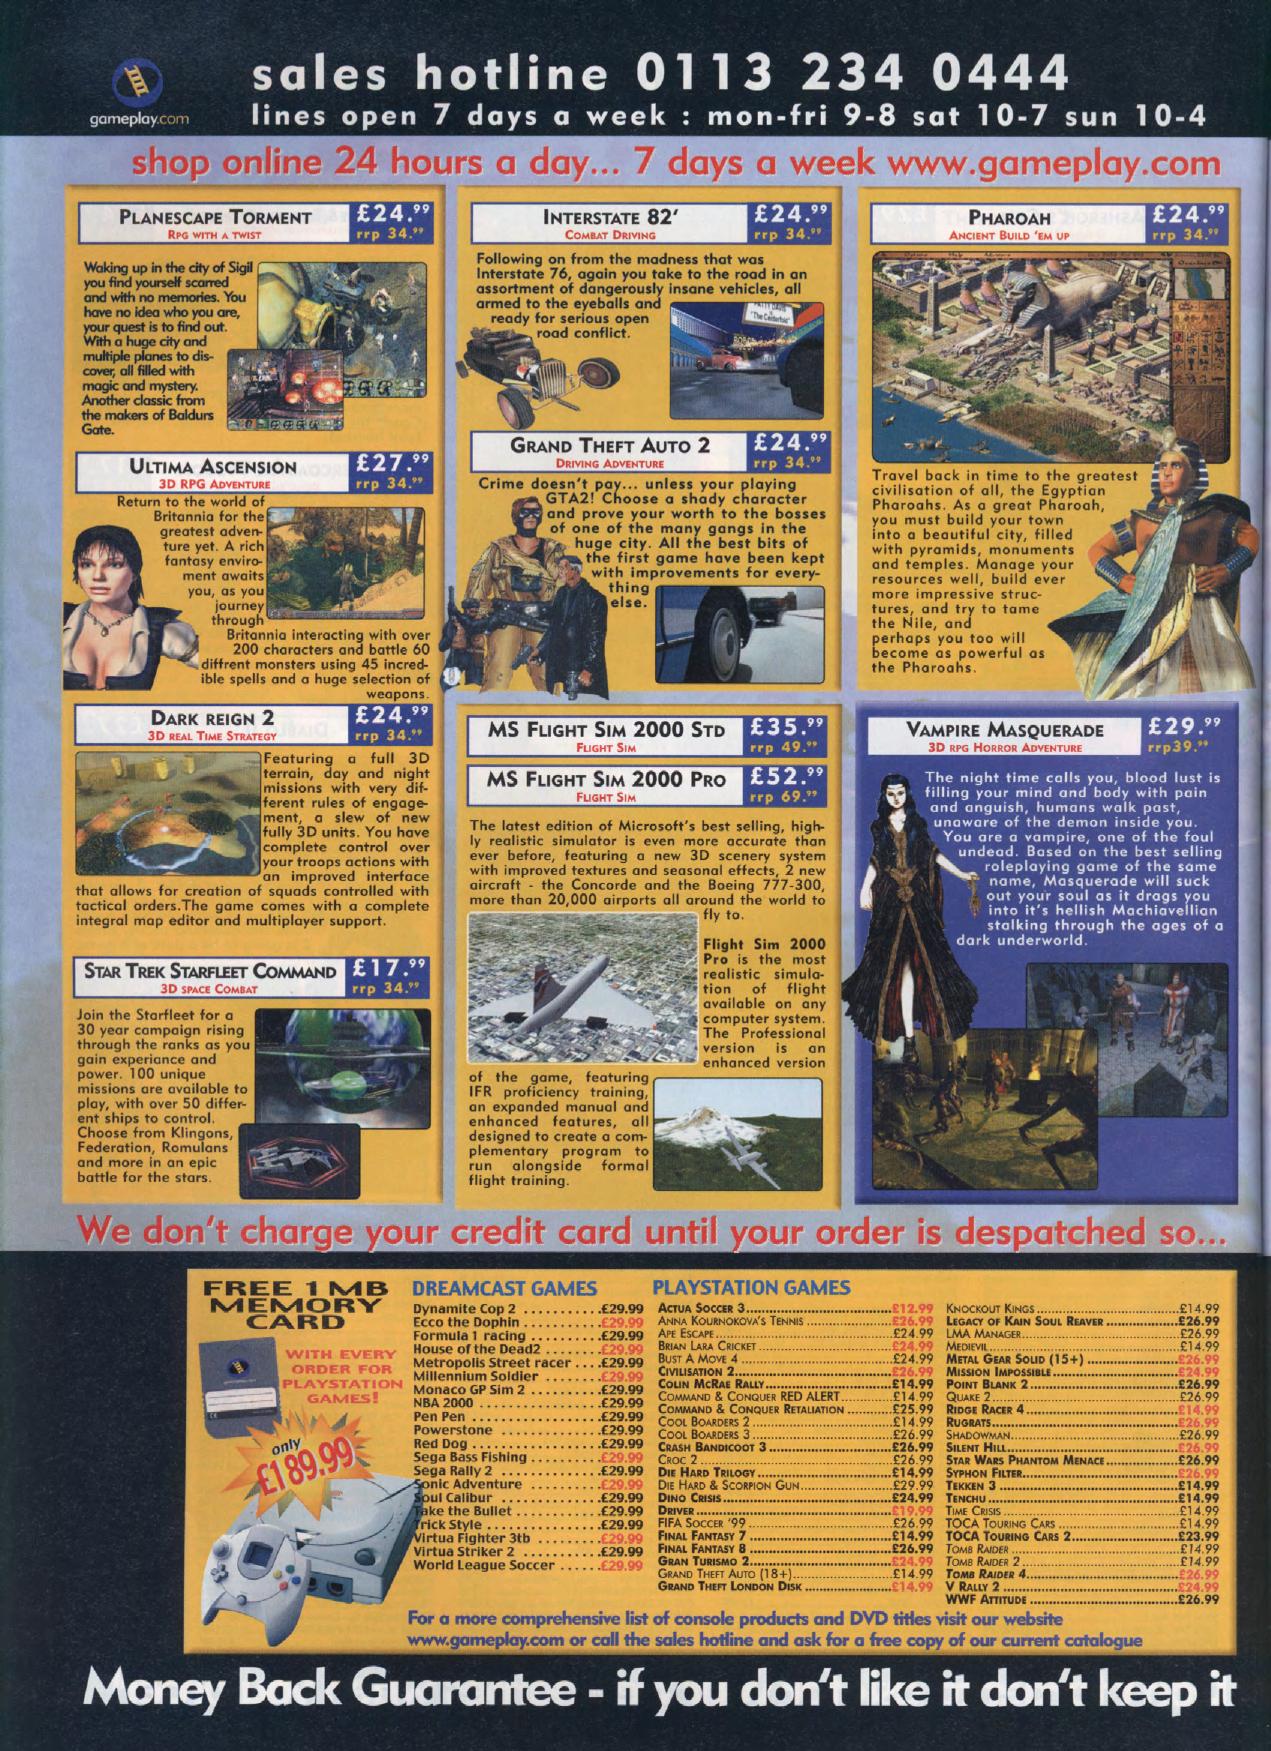 sales hotline 0113 234 0444
gameplay.com
lines open 7 days a week : mon-fri 9-8 sat 10-7 sun 10-4
shop online 24 hours a day... 7 days a week www.gameplay.com
PLANESCAPE TORMENT
RPG WITH A TWIST
£24.99
rrp 34.99
Waking up in the city of Sigil
you find yourself scarred
and with no memories. You
have no idea who you are,
your quest is to find out.
With a huge city and
multiple planes to dis-
cover, all filled with
magic and mystery.
Another classic from
the makers of Baldurs
Gate.
ULTIMA ASCENSION
3D RPG ADVENTURE
£27.99
rrp 34.99
Return to the world of
Britannia for the
greatest adven-
ture yet. A rich
fantasy enviro-
ment awaits
you, as you
journey
through
Britannia interacting with over
200 characters and battle 60
diffrent monsters using 45 incred-
ible spells and a huge selection of
weapons.
DARK REIGN 2
3D REAL TIME STRATEGY
£24.99
rrp 34.99
Featuring a full 3D
terrain, day and night
missions with very dif-
ferent rules of engage-
ment, a slew of new
fully 3D units. You have
complete control over
your troops actions with
an improved interface
that allows for creation of squads controlled with
tactical orders.The game comes with a complete
integral map editor and multiplayer support.
STAR TREK STARFLEET COMMAND
3D SPACE COMBAT
£17.99
rrp 34.99
Join the Starfleet for a
30 year campaign rising
through the ranks as you
gain experiance and
power. 100 unique
missions are available to
play, with over 50 differ-
ent ships to control.
Choose from Klingons,
Federation, Romulans
and more in an epic
battle for the stars.
INTERSTATE 82'
COMBAT DRIVING
£24.99
rrp 34.99
Following on from the madness that was
Interstate 76, again you take to the road in an
assortment of dangerously insane vehicles, all
armed to the eyeballs and
ready for serious open
road conflict.
"The Centerfold"
GRAND THEFT AUTO 2
DRIVING ADVENTURE
£24.99
rrp 34.99
Crime doesn't pay... unless your playing
GTA2! Choose a shady character
and prove your worth to the bosses
of one of the many gangs in the
huge city. All the best bits of
the first game have been kept
with improvements for every-
thing
else.
MS FLIGHT SIM 2000 STD
FLIGHT SIM
£35.99
rrp 49.99
MS FLIGHT SIM 2000 PRO
FLIGHT SIM
£52.99
rrp 69.99
The latest edition of Microsoft's best selling, high-
ly realistic simulator is even more accurate than
ever before, featuring a new 3D scenery system
with improved textures and seasonal effects, 2 new
aircraft - the Concorde and the Boeing 777-300,
more than 20,000 airports all around the world to
fly to.
Flight Sim 2000
Pro is the most
realistic simula-
tion of flight
available on any
computer system.
The Professional
version is an
enhanced version
of the game, featuring
IFR proficiency training,
an expanded manual and
enhanced features, all
designed to create a com-
plementary program to
run alongside formal
flight training.
PHAROAH
ANCIENT BUILD 'EM UP
£24.99
rrp 34.99
Travel back in time to the greatest
civilisation of all, the Egyptian
Pharoahs. As a great Pharoah,
you must build your town
into a beautiful city, filled
with pyramids, monuments
and temples. Manage your
resources well, build ever
more impressive struc-
tures, and try to tame
the Nile, and
perhaps you too will
become as powerful as
the Pharoahs.
VAMPIRE MASQUERADE
3D RPG HORROR ADVENTURE
£29.99
rrp39.99
The night time calls you, blood lust is
filling your mind and body with pain
and anguish, humans walk past,
unaware of the demon inside you.
You are a vampire, one of the foul
undead. Based on the best selling
roleplaying game of the same
name, Masquerade will suck
out your soul as it drags you
into it's hellish Machiavellian
stalking through the ages of a
dark underworld.
We don't charge your credit card until your order is despatched so...
FREE 1 MB
MEMORY
CARD
WITH EVERY
ORDER FOR
PLAYSTATION
GAMES!
only
£189.99
DREAMCAST GAMES
Dynamite Cop 2 ..........£29.99
Ecco the Dophin ..........£29.99
Formula 1 racing ..........£29.99
House of the Dead2 .......£29.99
Metropolis Street racer ...£29.99
Millennium Soldier ........£29.99
Monaco GP Sim 2 .........£29.99
NBA 2000 ................£29.99
Pen Pen .................£29.99
Powerstone ..............£29.99
Red Dog .................£29.99
Sega Bass Fishing .........£29.99
Sega Rally 2 .............£29.99
Sonic Adventure ..........£29.99
Soul Calibur .............£29.99
Take the Bullet ...........£29.99
Trick Style ...............£29.99
Virtua Fighter 3tb ........£29.99
Virtua Striker 2 ..........£29.99
World League Soccer ......£29.99
PLAYSTATION GAMES
ACTUA SOCCER 3..........£12.99
ANNA KOURNOKOVA'S TENNIS ..........£26.99
APE ESCAPE..........£24.99
BRIAN LARA CRICKET ..........£24.99
BUST A MOVE 4 ..........£24.99
CIVILISATION 2..........£26.99
COLIN MCRAE RALLY..........£14.99
COMMAND & CONQUER RED ALERT..........£14.99
COMMAND & CONQUER RETALIATION ..........£25.99
COOL BOARDERS 2 ..........£14.99
COOL BOARDERS 3 ..........£26.99
CRASH BANDICOOT 3 ..........£26.99
CROC 2 ..........£26.99
DIE HARD TRILOGY ..........£14.99
DIE HARD & SCORPION GUN..........£29.99
DINO CRISIS..........£24.99
DRIVER ..........£19.99
FIFA SOCCER '99 ..........£26.99
FINAL FANTASY 7 ..........£14.99
FINAL FANTASY 8 ..........£26.99
GRAN TURISMO 2..........£24.99
GRAND THEFT AUTO (18+)..........£14.99
GRAND THEFT LONDON DISK ..........£14.99
KNOCKOUT KINGS ..........£14.99
LEGACY OF KAIN SOUL REAVER ..........£26.99
LMA MANAGER..........£26.99
MEDIEVIL..........£14.99
METAL GEAR SOLID (15+) ..........£26.99
MISSION IMPOSSIBLE..........£24.99
POINT BLANK 2 ..........£26.99
QUAKE 2 ..........£26.99
RIDGE RACER 4 ..........£14.99
RUGRATS..........£26.99
SHADOWMAN..........£26.99
SILENT HILL..........£26.99
STAR WARS PHANTOM MENACE ..........£26.99
SYPHON FILTER..........£26.99
TEKKEN 3 ..........£14.99
TENCHU ..........£14.99
TIME CRISIS ..........£14.99
TOCA TOURING CARS ..........£14.99
TOCA TOURING CARS 2..........£23.99
TOMB RAIDER ..........£14.99
TOMB RAIDER 2 ..........£14.99
TOMB RAIDER 4 ..........£26.99
V RALLY 2 ..........£24.99
WWF ATTITUDE ..........£26.99
For a more comprehensive list of console products and DVD titles visit our website
www.gameplay.com or call the sales hotline and ask for a free copy of our current catalogue
Money Back Guarantee - if you don't like it don't keep it